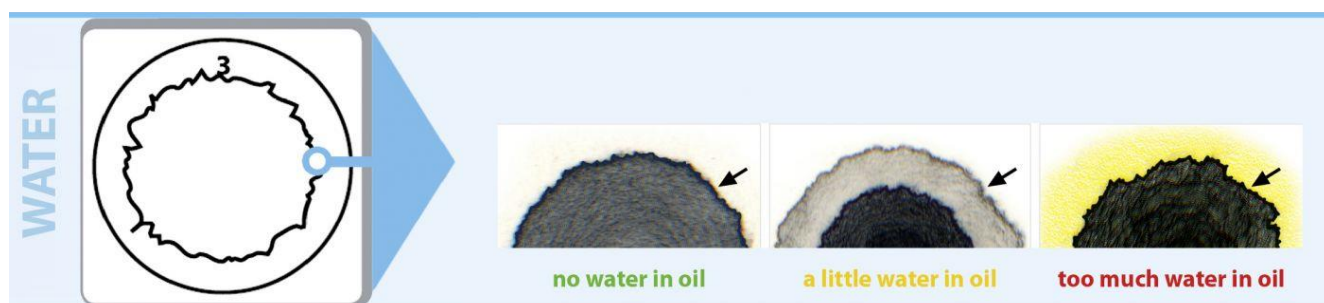 WATER
3
no water in oil
a little water in oil
too much water in oil